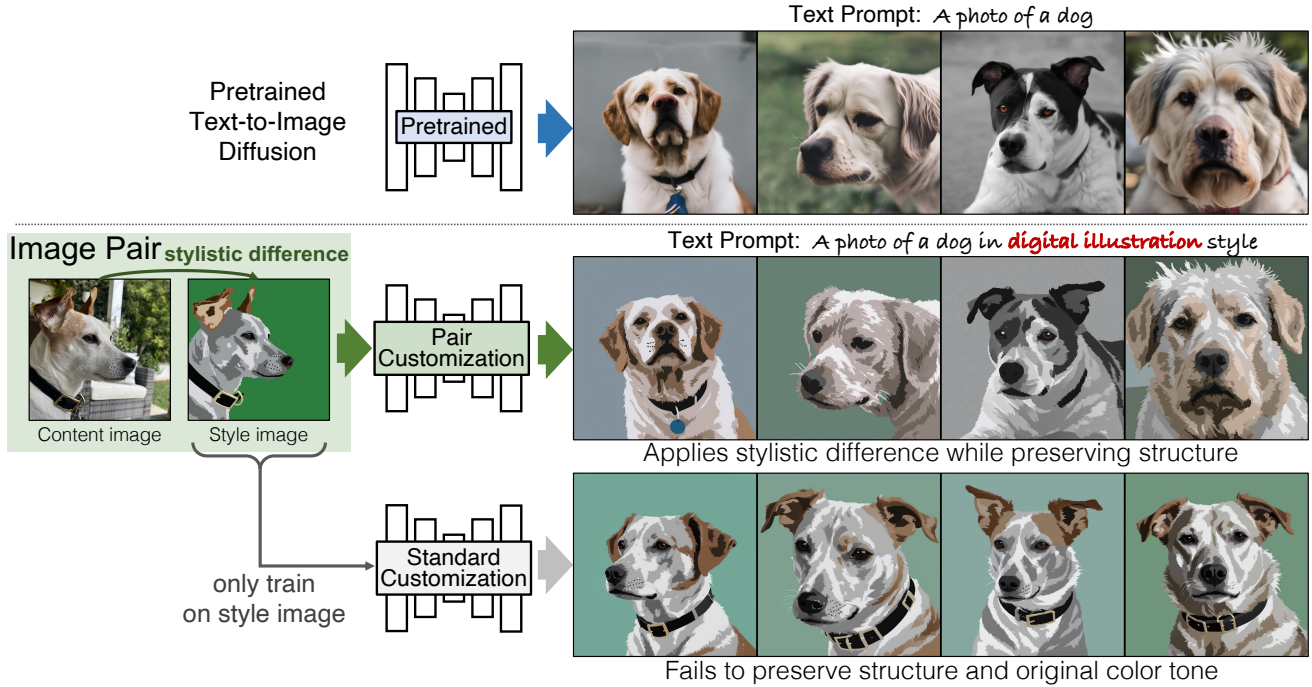 Text Prompt: A photo of a dog
Pretrained
Text-to-Image
Diffusion
Pretrained
Image Pair
stylistic difference
Text Prompt: A photo of a dog in digital illustration style
Pair
Customization
Content image
Style image
Applies stylistic difference while preserving structure
only train
on style image
Standard
Customization
Fails to preserve structure and original color tone